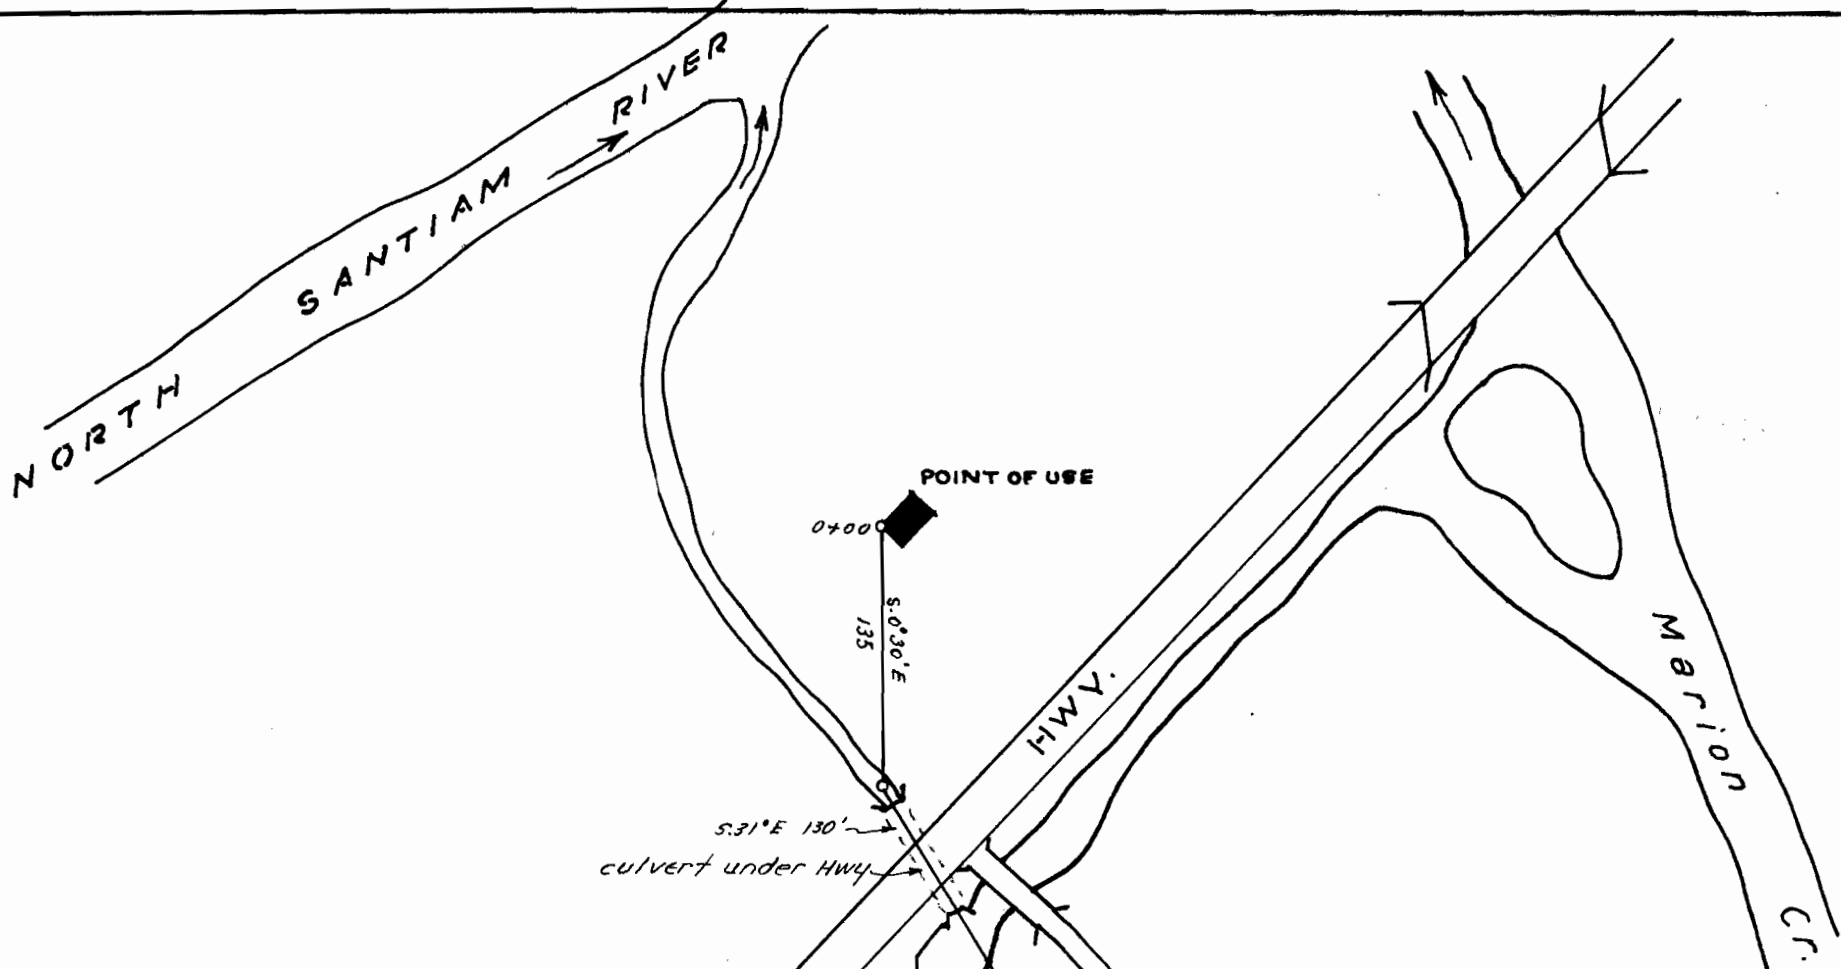 NORTH SANTIAM RIVER
POINT OF USE
0+00
S.0°30'E
135
HWY.
Marion Cr.
S.31°E 130'
culvert under Hwy